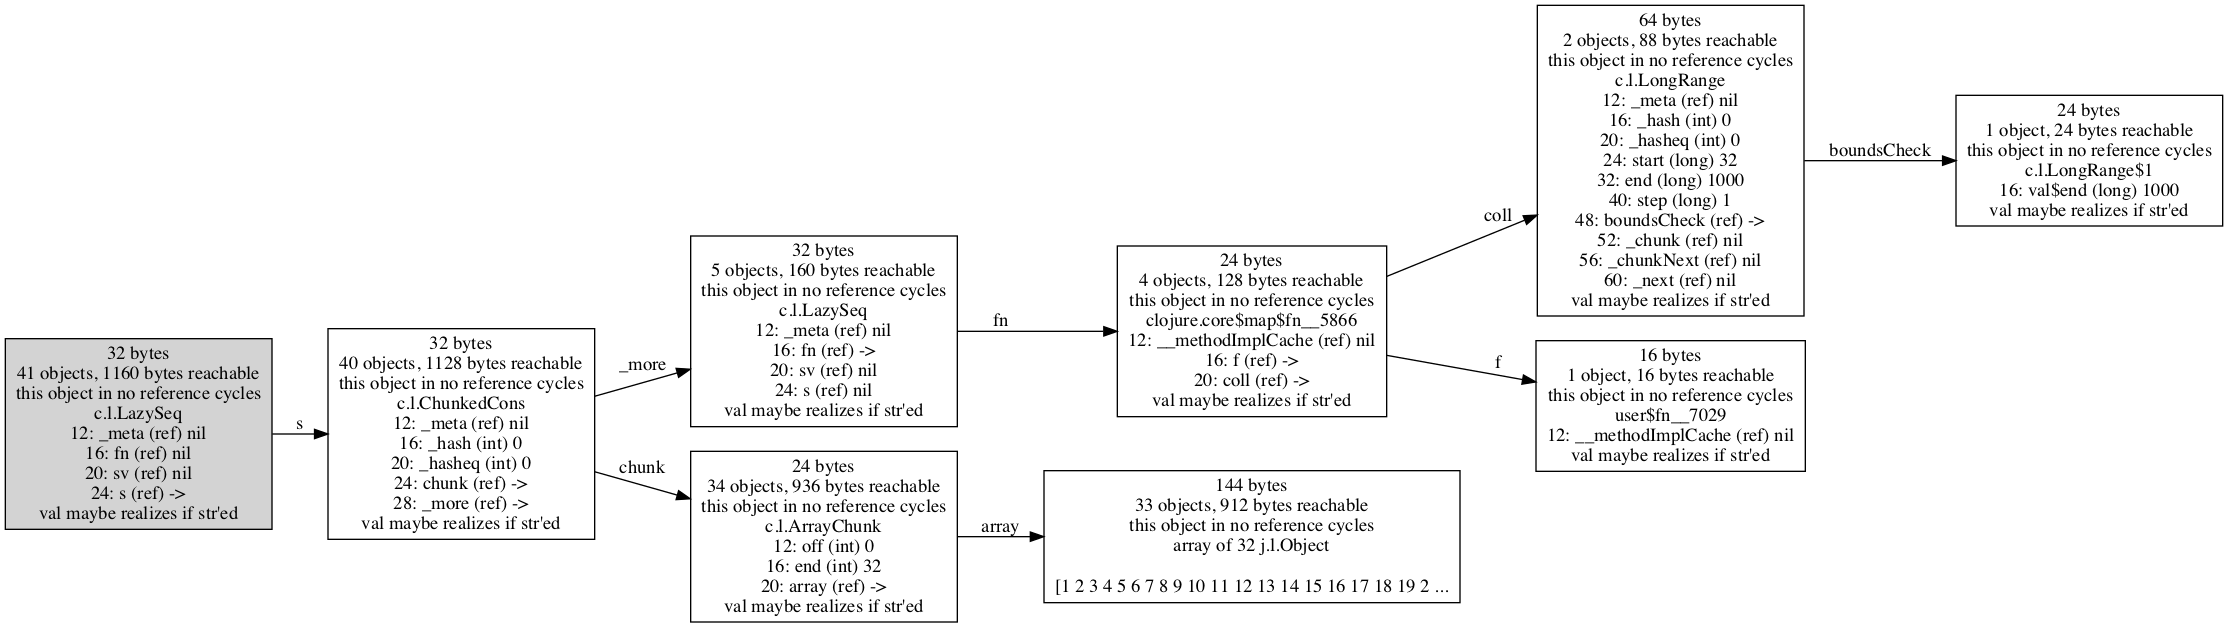 32 bytes
41 objects, 1160 bytes reachable
this object in no reference cycles
c.l.LazySeq
12: _meta (ref) nil
16: fn (ref) nil
20: sv (ref) nil
24: s (ref) ->
val maybe realizes if str'ed
s
32 bytes
40 objects, 1128 bytes reachable
this object in no reference cycles
c.l.ChunkedCons
12: _meta (ref) nil
16: _hash (int) 0
20: _hasheq (int) 0
24: chunk (ref) ->
28: _more (ref) ->
val maybe realizes if str'ed
_more
32 bytes
5 objects, 160 bytes reachable
this object in no reference cycles
c.l.LazySeq
12: _meta (ref) nil
16: fn (ref) ->
20: sv (ref) nil
24: s (ref) nil
val maybe realizes if str'ed
chunk
24 bytes
34 objects, 936 bytes reachable
this object in no reference cycles
c.l.ArrayChunk
12: off (int) 0
16: end (int) 32
20: array (ref) ->
val maybe realizes if str'ed
fn
24 bytes
4 objects, 128 bytes reachable
this object in no reference cycles
clojure.core$map$fn__5866
12: __methodImplCache (ref) nil
16: f (ref) ->
20: coll (ref) ->
val maybe realizes if str'ed
array
144 bytes
33 objects, 912 bytes reachable
this object in no reference cycles
array of 32 j.l.Object
[1 2 3 4 5 6 7 8 9 10 11 12 13 14 15 16 17 18 19 2 ...
coll
64 bytes
2 objects, 88 bytes reachable
this object in no reference cycles
c.l.LongRange
12: _meta (ref) nil
16: _hash (int) 0
20: _hasheq (int) 0
24: start (long) 32
32: end (long) 1000
40: step (long) 1
48: boundsCheck (ref) ->
52: _chunk (ref) nil
56: _chunkNext (ref) nil
60: _next (ref) nil
val maybe realizes if str'ed
f
16 bytes
1 object, 16 bytes reachable
this object in no reference cycles
user$fn__7029
12: __methodImplCache (ref) nil
val maybe realizes if str'ed
boundsCheck
24 bytes
1 object, 24 bytes reachable
this object in no reference cycles
c.l.LongRange$1
16: val$end (long) 1000
val maybe realizes if str'ed